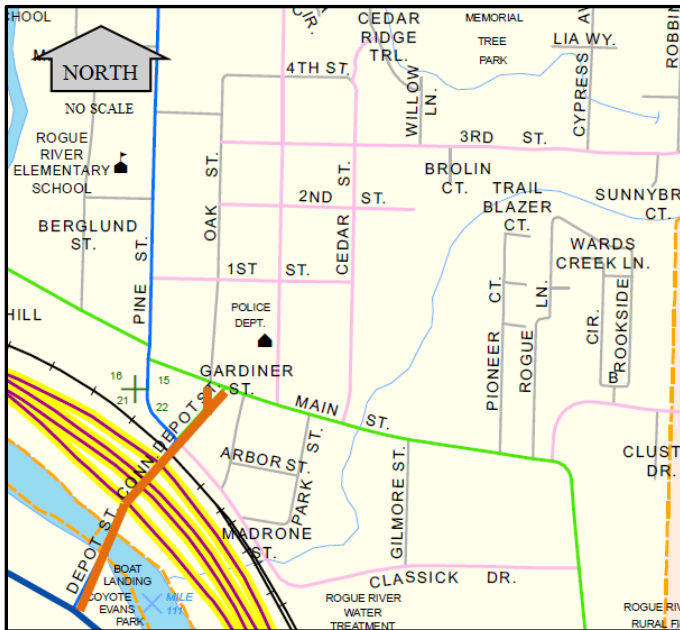 CHOOL
CIR.
CEDAR
RIDGE
TRL.
MEMORIAL
TREE
PARK
AV
LIA WY.
ROBBIN
CYPRESS
NORTH
NO SCALE
4TH ST.
WILLOW
LN.
ROGUE
RIVER
ELEMENTARY
SCHOOL
3RD ST.
BROLIN
CT.
TRAIL
BLAZER
CT.
SUNNYBR
CT.
OAK ST.
2ND ST.
CEDAR ST.
BERGLUND
ST.
PINE ST.
1ST ST.
WARDS
CREEK LN.
HILL
POLICE
DEPT.
PIONEER CT.
ROGUE LN.
CIR.
BROOKSIDE
GARDINER
ST.
16 15
21 22
MAIN ST.
DEPOT ST.
CONN.
ARBOR ST.
PARK ST.
GILMORE ST.
CLUST
DR.
MADRONE
ST.
DEPOT ST.
BOAT
LANDING
COYOTE
EVANS
PARK
MILE
111
CLASSICK DR.
ROGUE RIVER
WATER
TREATMENT
ROGUE RIV
RURAL FI